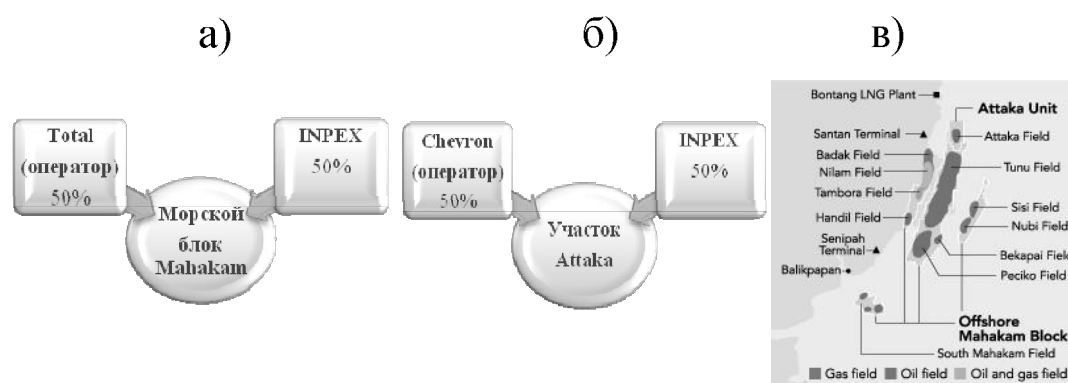 а)
б)
в)
Total
(оператор)
50%
INPEX
50%
Морской
блок
Mahakam
Chevron
(оператор)
50%
INPEX
50%
Участок
Attaka
Bontang LNG Plant
Attaka Unit
Santan Terminal
Attaka Field
Badak Field
Tunu Field
Nilam Field
Tambora Field
Sisi Field
Handil Field
Nubi Field
Senipah
Terminal
Bekapai Field
Balikpapan
Peciko Field
Offshore
Mahakam Block
South Mahakam Field
Gas field
Oil field
Oil and gas field